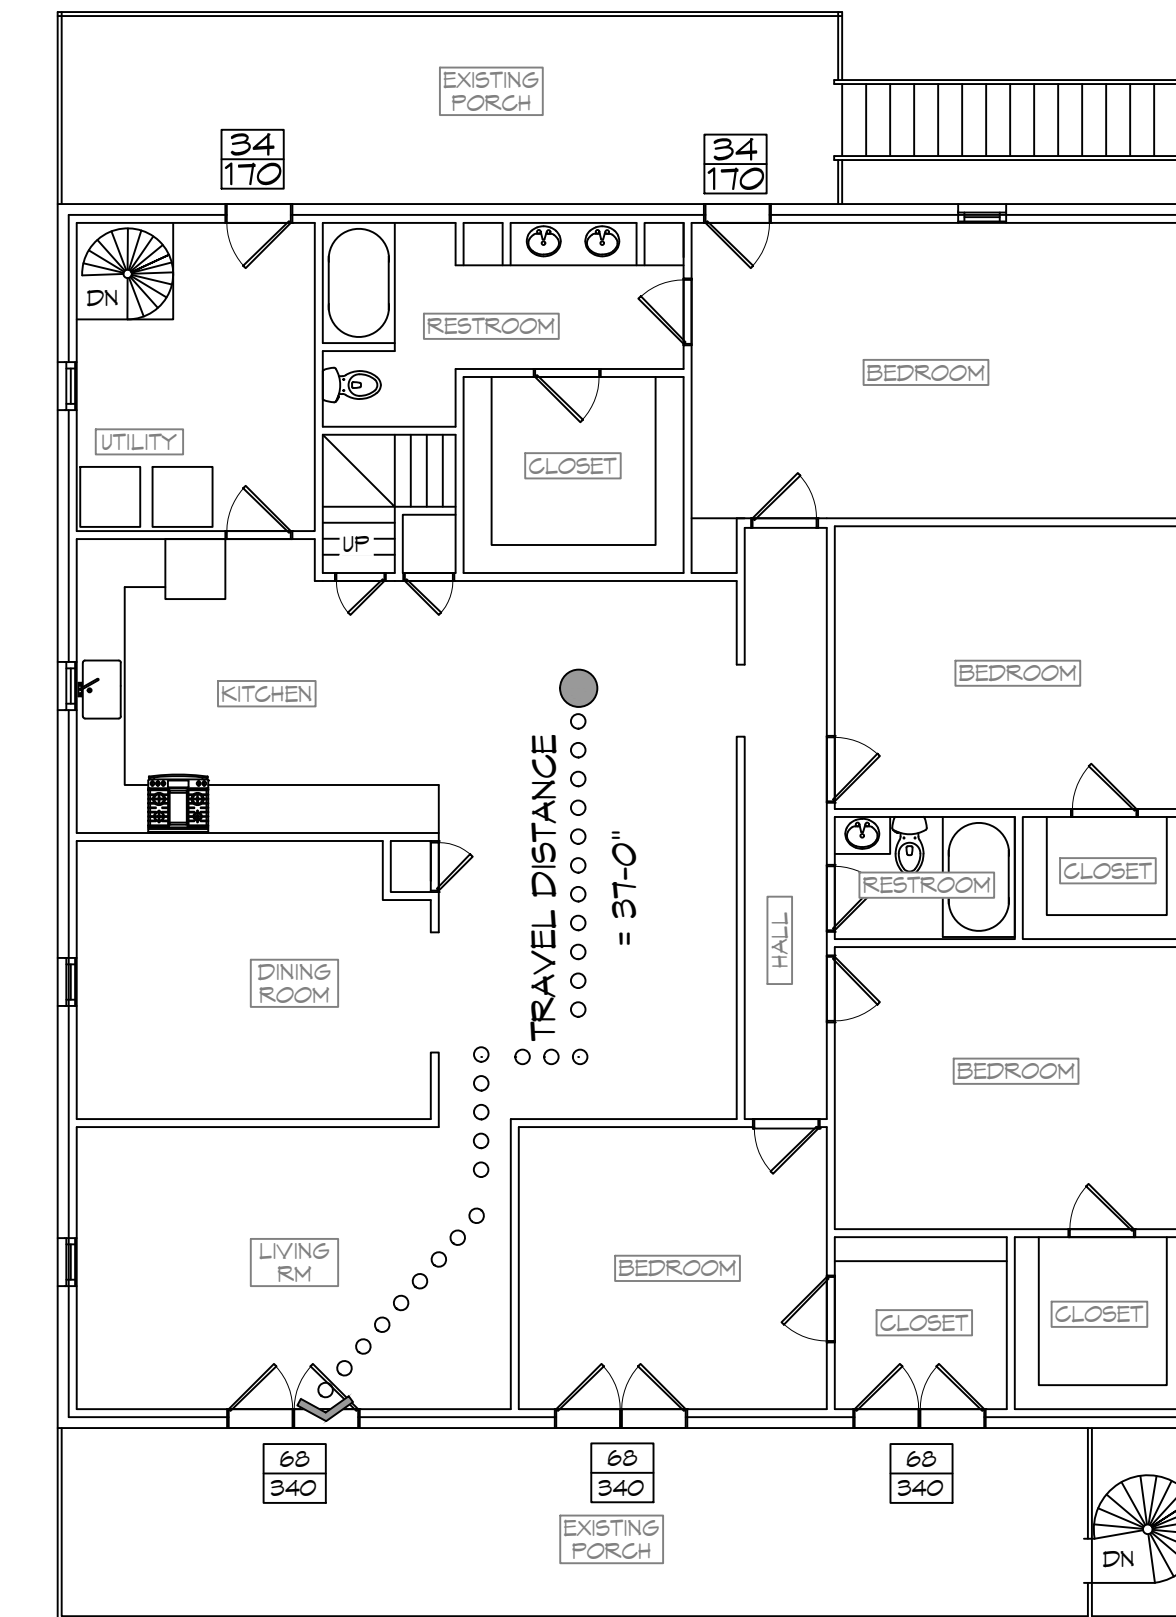 EXISTING
PORCH
34
170
34
170
DN
RESTROOM
BEDROOM
UTILITY
CLOSET
UP
KITCHEN
BEDROOM
TRAVEL DISTANCE
= 37'-0"
CLOSET
RESTROOM
HALL
DINING
ROOM
BEDROOM
LIVING
RM
BEDROOM
CLOSET
CLOSET
68
340
68
340
68
340
EXISTING
PORCH
DN